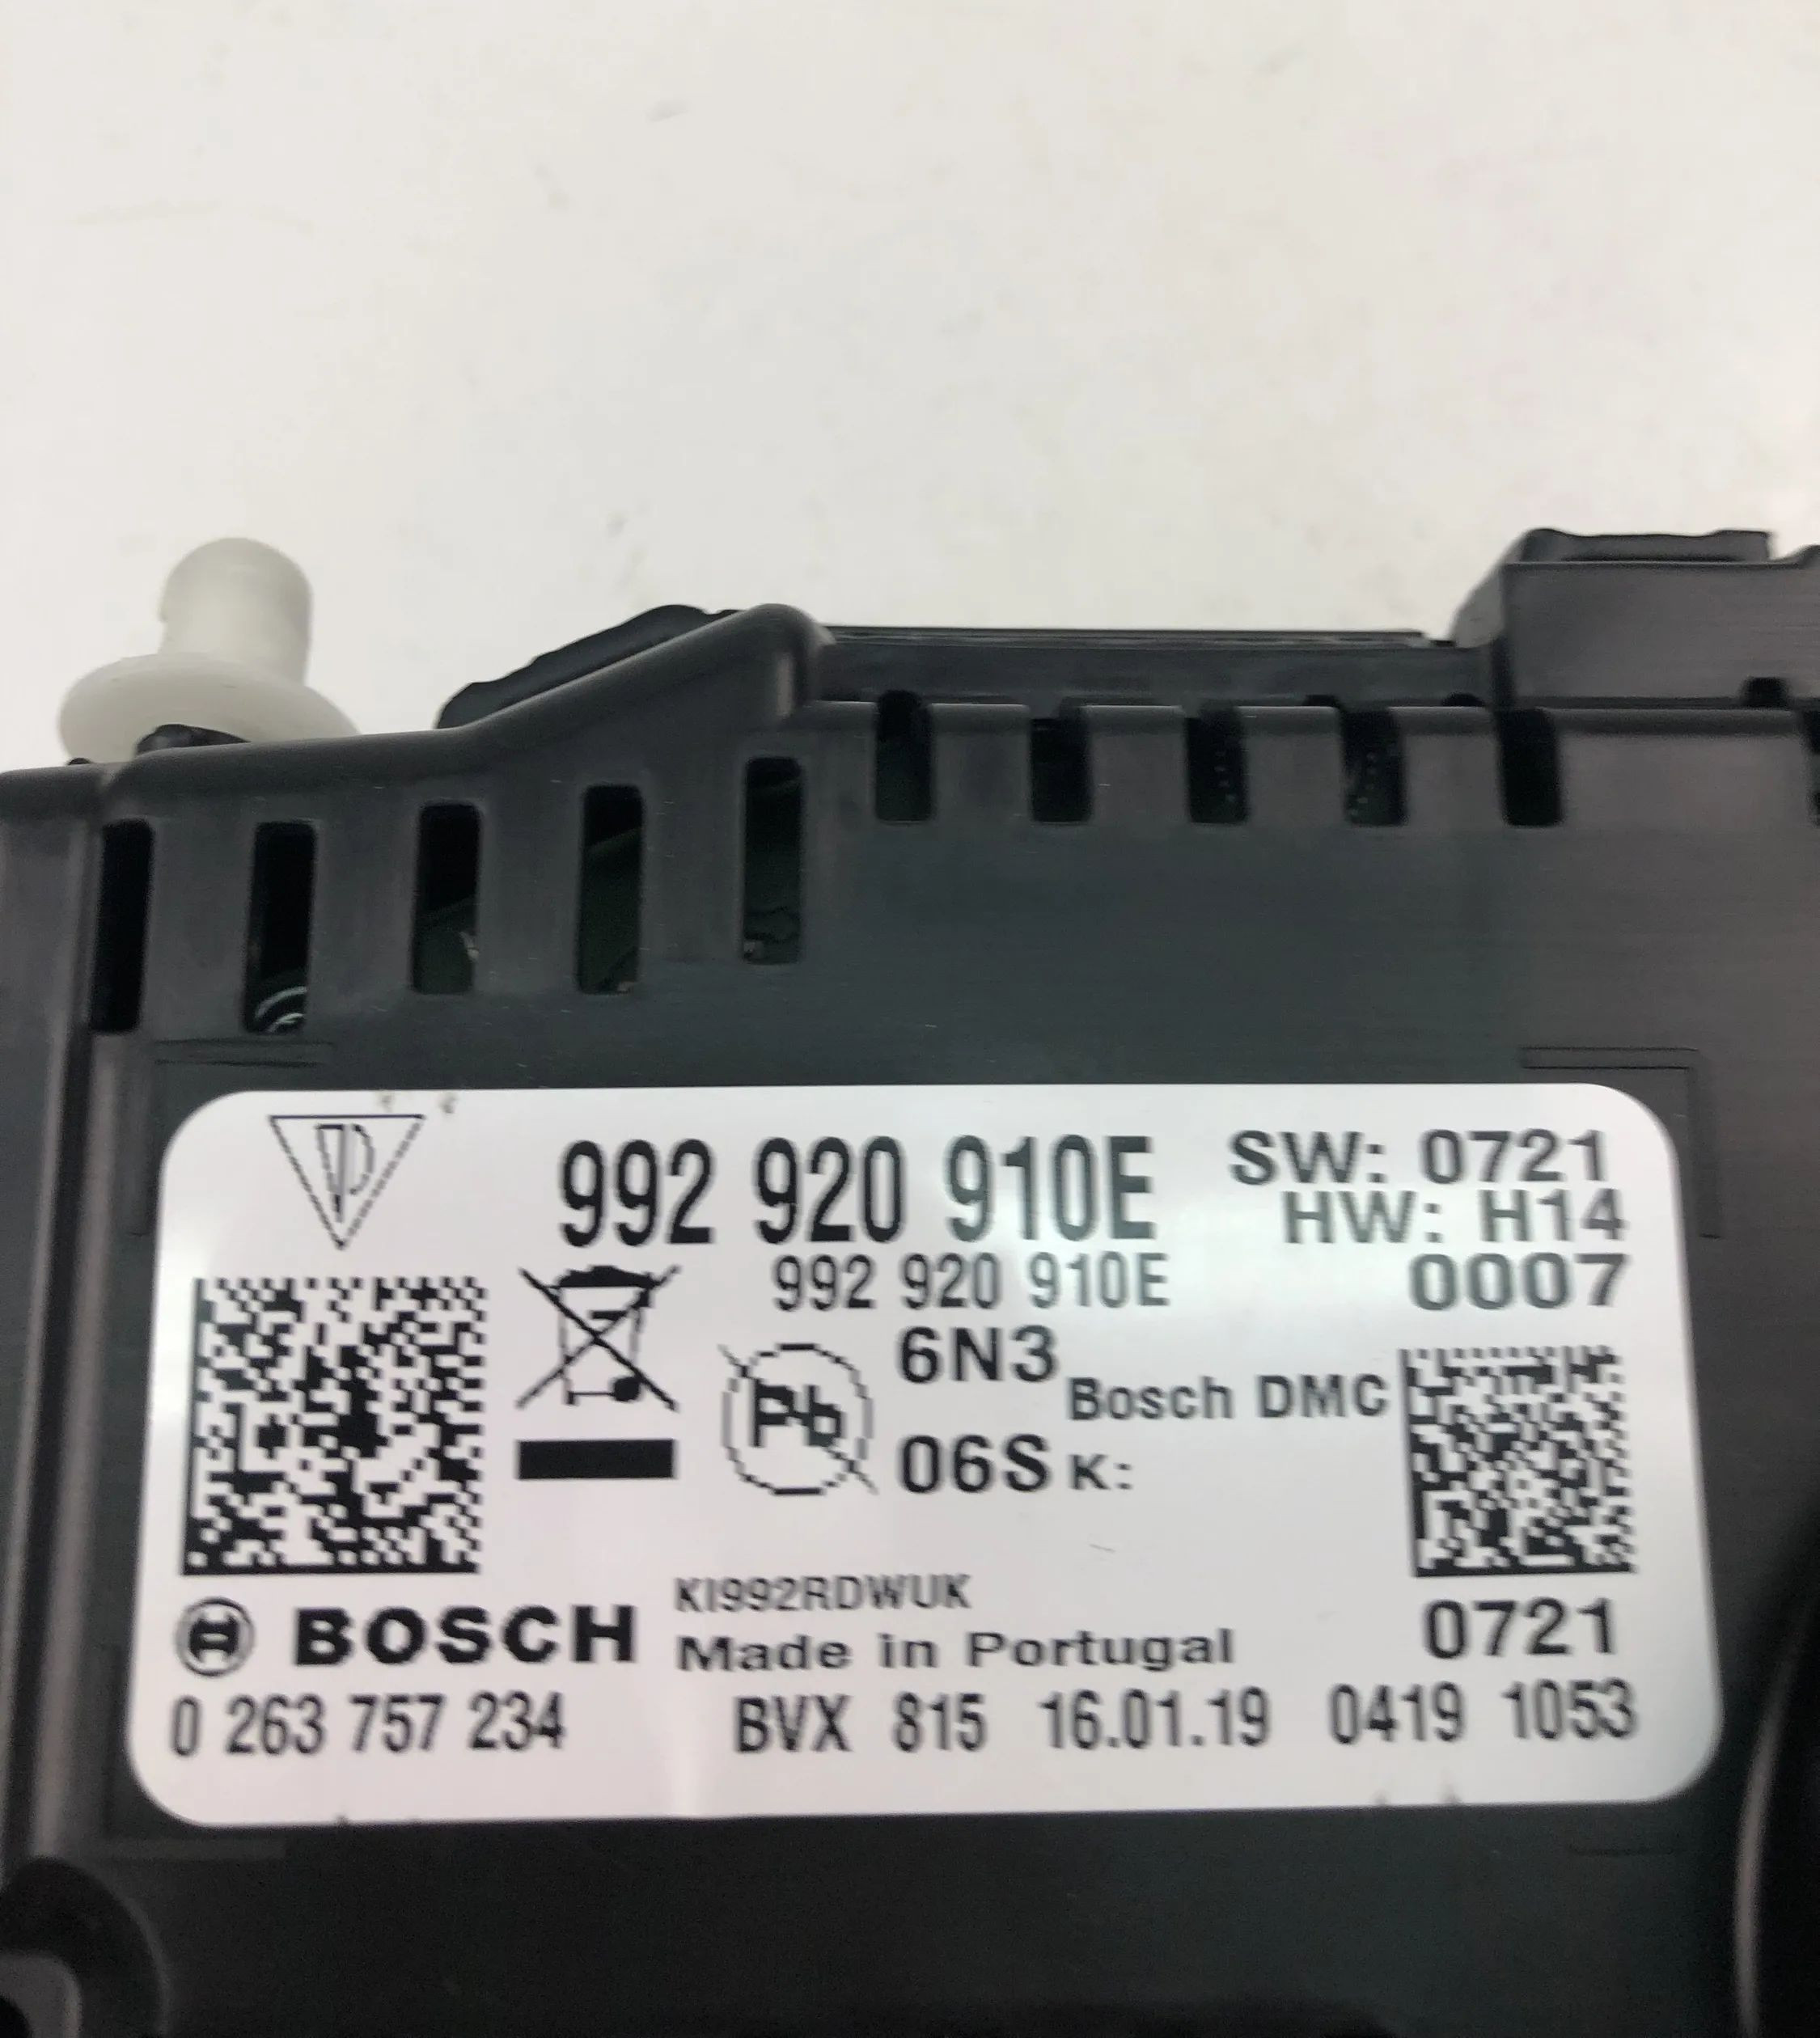 992 920 910E SW: 0721
HW: H14
992 920 910E 0007
6N3
Pb
Bosch DMC
06S K:
KI992RDWUK
BOSCH Made in Portugal 0721
0 263 757 234 BVX 815 16.01.19 0419 1053